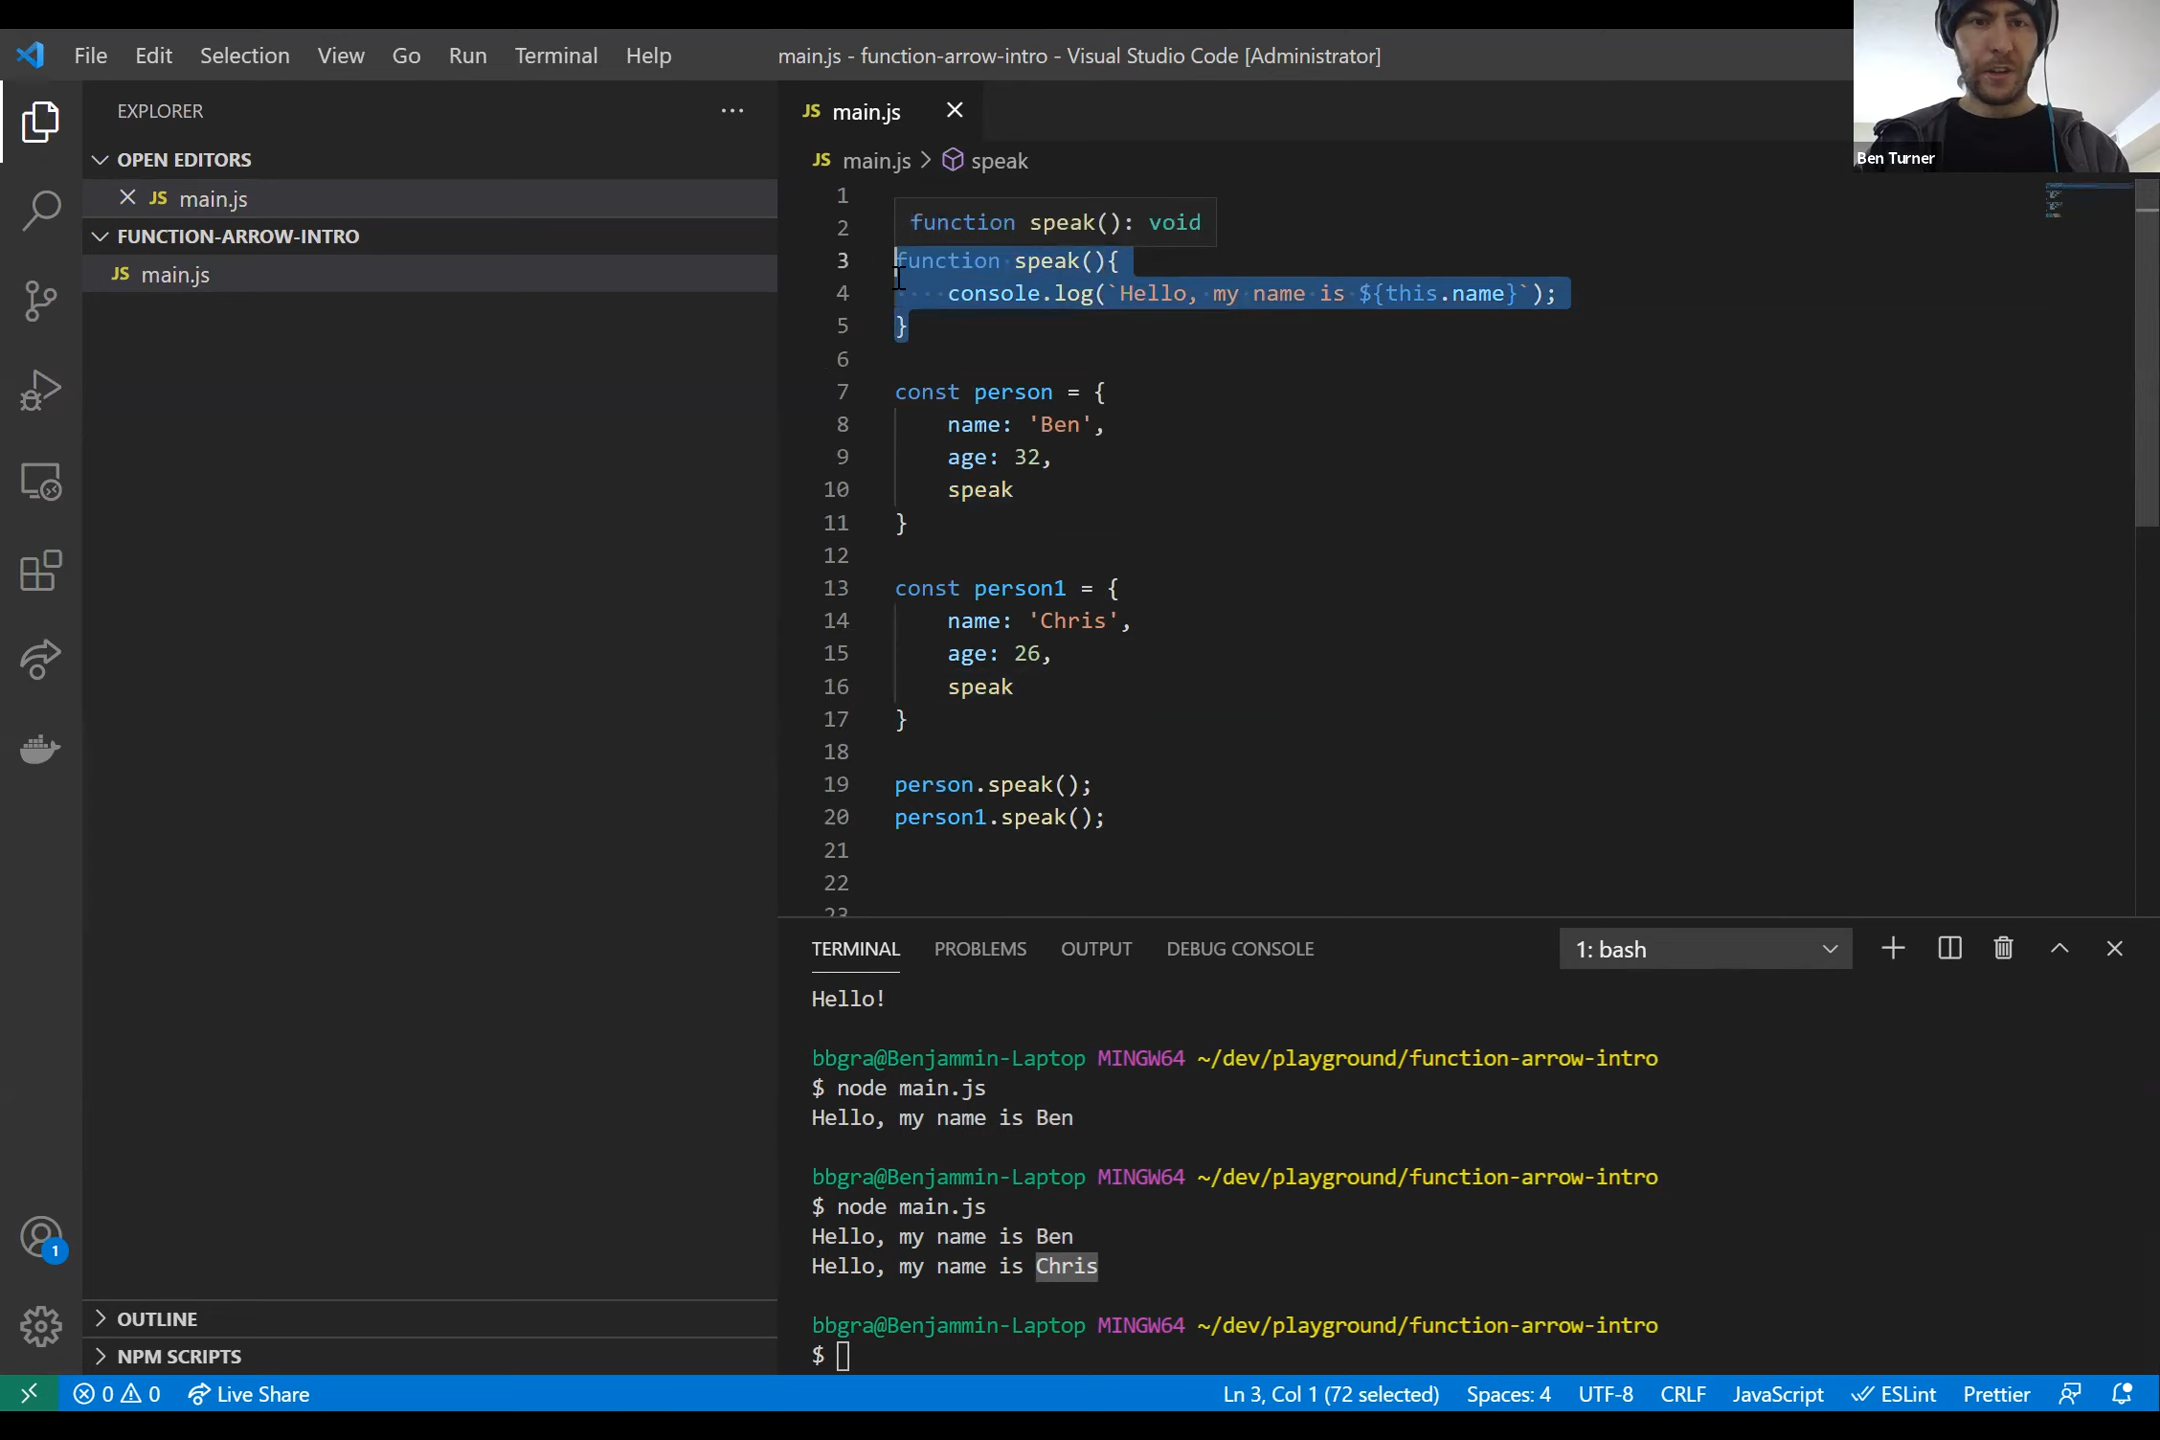 File Edit Selection View Go Run Terminal Help
main.js - function-arrow-intro - Visual Studio Code [Administrator]
Ben Turner
EXPLORER
OPEN EDITORS
JS main.js
FUNCTION-ARROW-INTRO
JS main.js
OUTLINE
NPM SCRIPTS
JS main.js
JS main.js > speak
1
2
function speak(): void
3 function speak(){
4 console.log(`Hello, my name is ${this.name}`);
5 }
6
7 const person = {
8 name: 'Ben',
9 age: 32,
10 speak
11 }
12
13 const person1 = {
14 name: 'Chris',
15 age: 26,
16 speak
17 }
18
19 person.speak();
20 person1.speak();
21
22
23
TERMINAL PROBLEMS OUTPUT DEBUG CONSOLE 1: bash
Hello!
bbgra@Benjammin-Laptop MINGW64 ~/dev/playground/function-arrow-intro
$ node main.js
Hello, my name is Ben
bbgra@Benjammin-Laptop MINGW64 ~/dev/playground/function-arrow-intro
$ node main.js
Hello, my name is Ben
Hello, my name is Chris
bbgra@Benjammin-Laptop MINGW64 ~/dev/playground/function-arrow-intro
$
1
0 0 Live Share Ln 3, Col 1 (72 selected) Spaces: 4 UTF-8 CRLF JavaScript ESLint Prettier